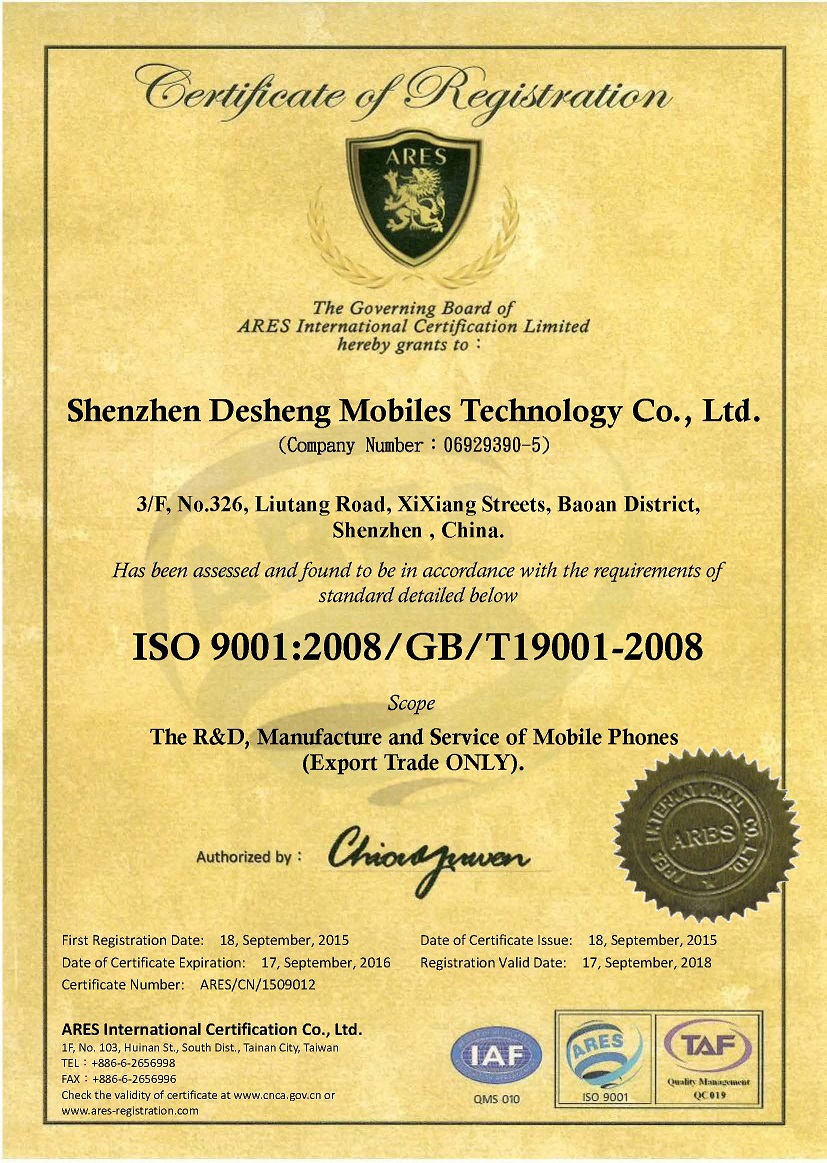 Certificate of Registration
ARES
The Governing Board of
ARES International Certification Limited
hereby grants to：
Shenzhen Desheng Mobiles Technology Co., Ltd.
(Company Number：06929390-5)
3/F, No.326, Liutang Road, XiXiang Streets, Baoan District,
Shenzhen , China.
Has been assessed and found to be in accordance with the requirements of
standard detailed below
ISO 9001:2008/GB/T19001-2008
Scope
The R&D, Manufacture and Service of Mobile Phones
(Export Trade ONLY).
ARES INTERNATIONAL CO. LTD.
ARES
Authorized by：
First Registration Date: 18, September, 2015
Date of Certificate Issue: 18, September, 2015
Date of Certificate Expiration: 17, September, 2016
Registration Valid Date: 17, September, 2018
Certificate Number: ARES/CN/1509012
ARES International Certification Co., Ltd.
1F, No. 103, Huinan St., South Dist., Tainan City, Taiwan
TEL：+886-6-2656998
FAX：+886-6-2656996
Check the validity of certificate at www.cnca.gov.cn or
www.ares-registration.com
IAF
QMS 010
ARES
ISO 9001
TAF
Quality Management
QC019